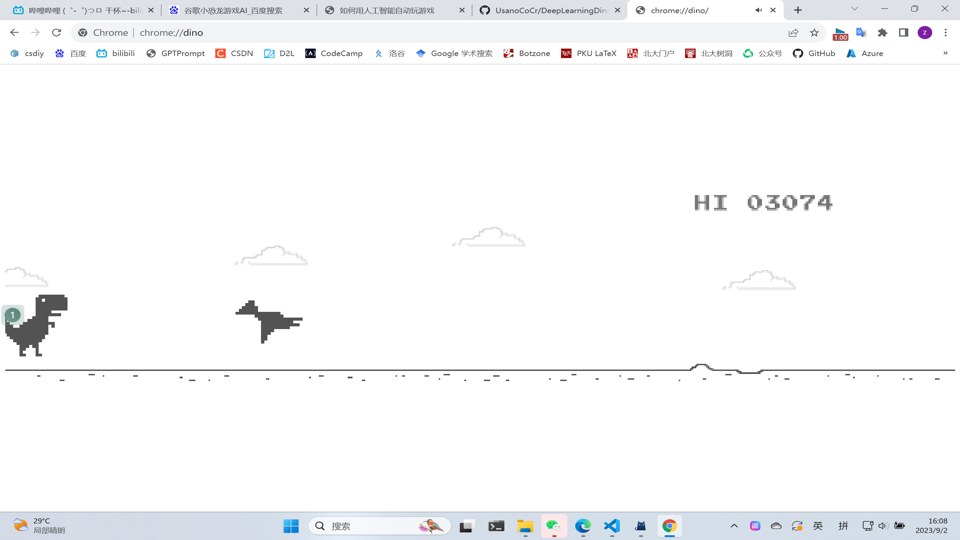 哔哩哔哩 (゜-゜)つロ 干杯~-bili
谷歌小恐龙游戏AI_百度搜索
如何用人工智能自动玩游戏
UsanoCoCr/DeepLearningDino
chrome://dino/
Chrome
chrome://dino
1.00
z
csdiy
百度
bilibili
GPTPrompt
CSDN
D2L
CodeCamp
洛谷
Google 学术搜索
Botzone
PKU LaTeX
北大门户
北大树洞
公众号
GitHub
Azure
»
HI 03074
1
29°C
局部晴朗
搜索
英
拼
16:08
2023/9/2